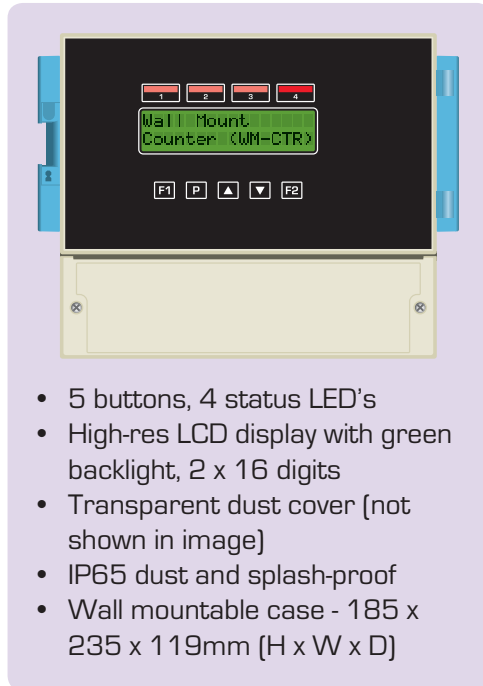 1 2 3 4
Wall Mount
Counter (WM-CTR)
F1 P ▲ ▼ F2
• 5 buttons, 4 status LED's
• High-res LCD display with green
backlight, 2 x 16 digits
• Transparent dust cover (not
shown in image)
• IP65 dust and splash-proof
• Wall mountable case - 185 x
235 x 119mm (H x W x D)